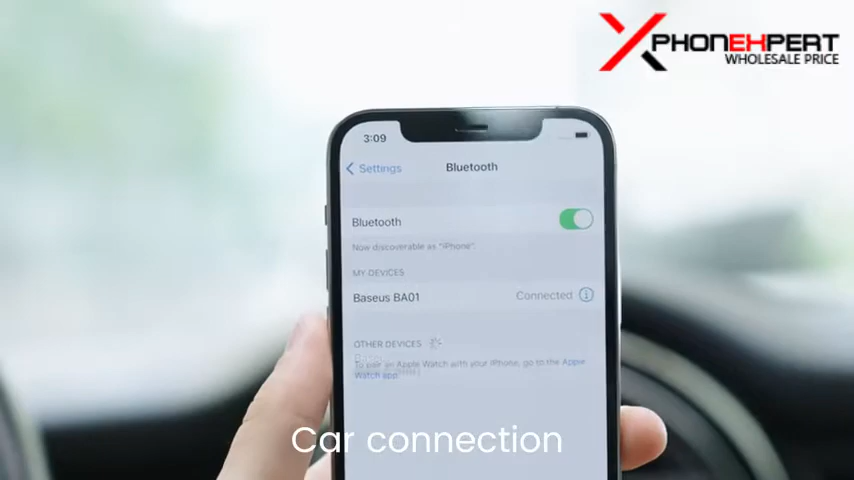 PHONEXPERT
WHOLESALE PRICE
3:09
Settings
Bluetooth
Bluetooth
Now discoverable as "iPhone".
MY DEVICES
Baseus BA01
Connected
OTHER DEVICES
To pair an Apple Watch with your iPhone, go to the Apple
Watch app.
Car connection